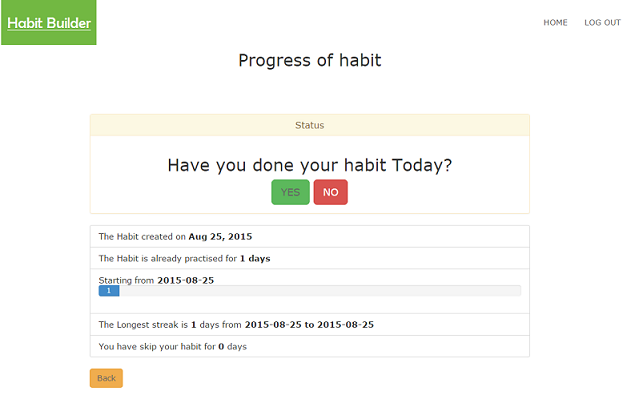 Habit Builder
HOME LOG OUT
Progress of habit
Status
Have you done your habit Today?
YES NO
The Habit created on Aug 25, 2015
The Habit is already practised for 1 days
Starting from 2015-08-25
1
The Longest streak is 1 days from 2015-08-25 to 2015-08-25
You have skip your habit for 0 days
Back